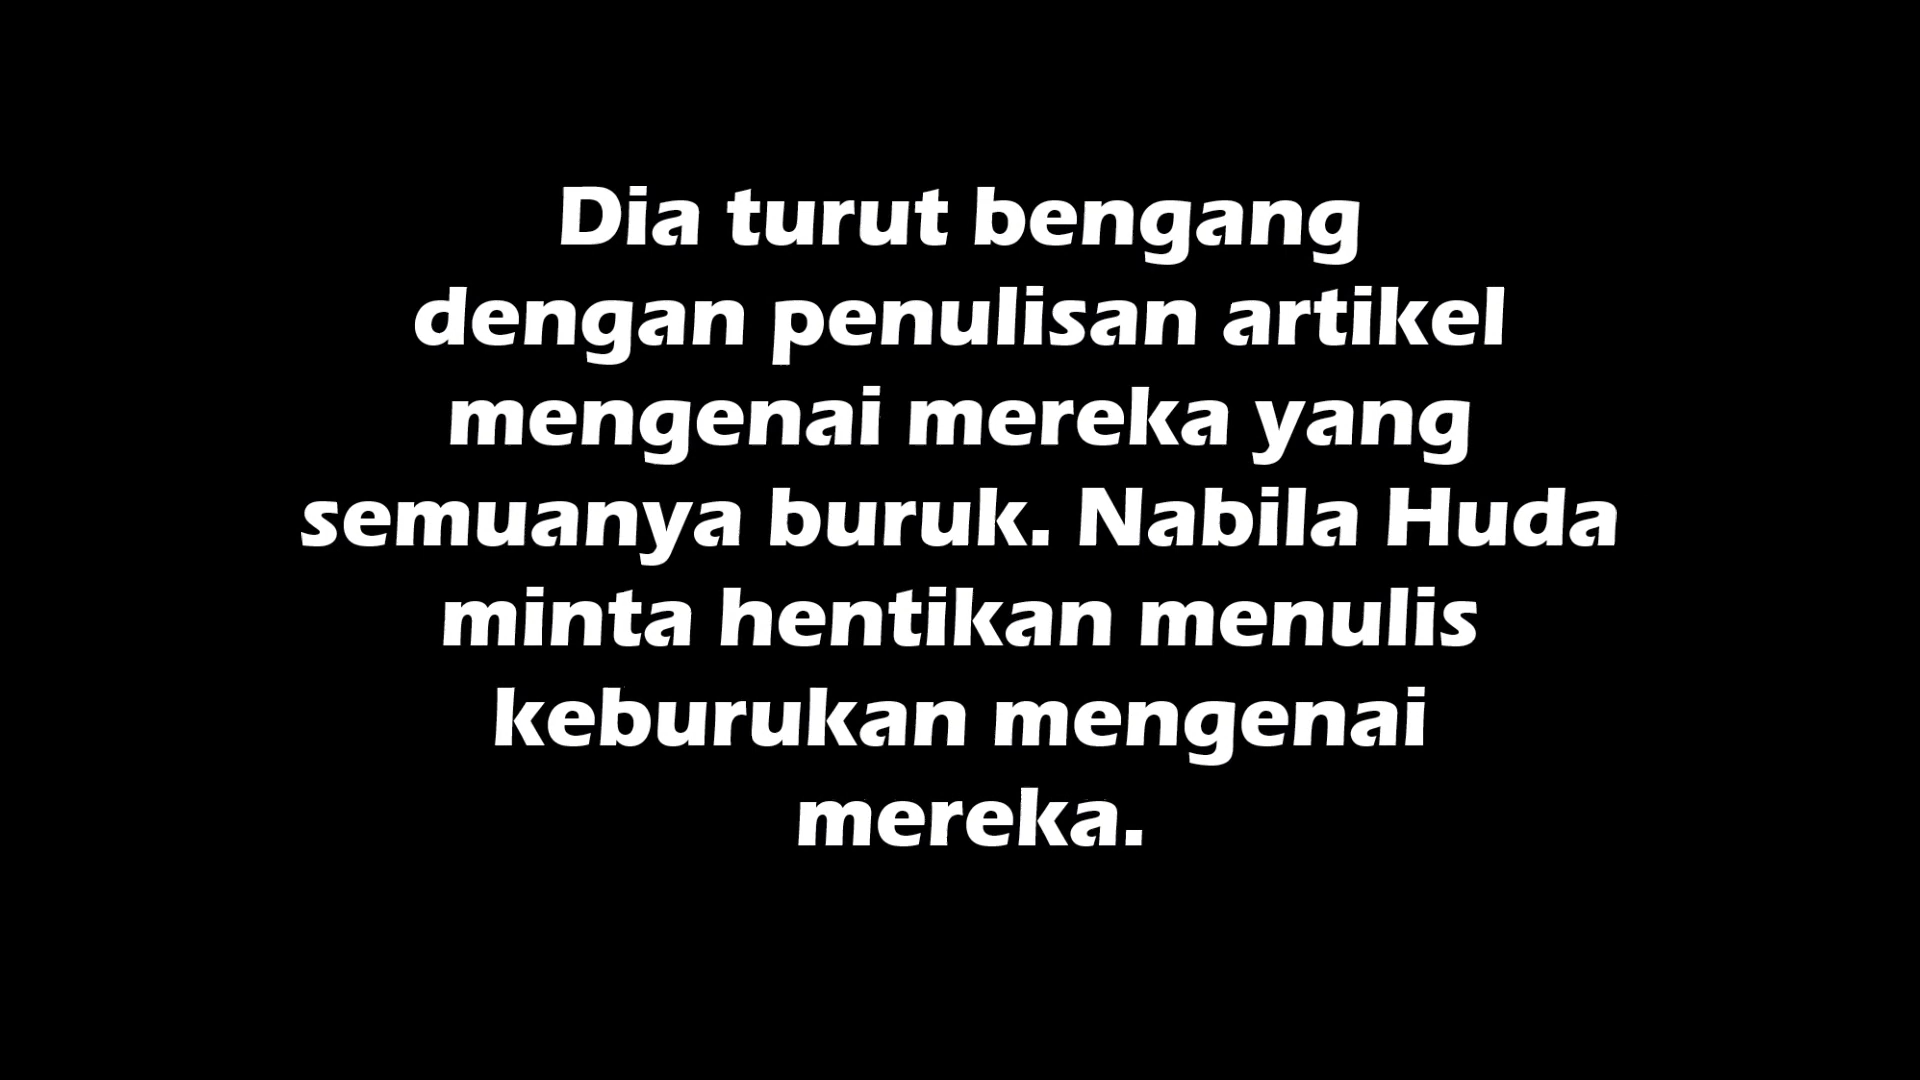 Dia turut bengang
dengan penulisan artikel
mengenai mereka yang
semuanya buruk. Nabila Huda
minta hentikan menulis
keburukan mengenai
mereka.